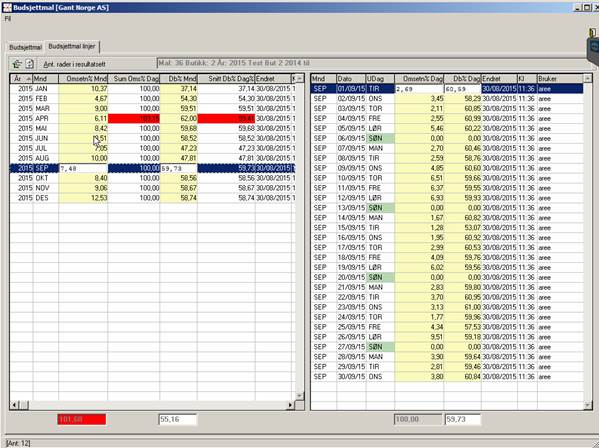 Budsjettmal [Gant Norge AS]
Fil
Budsjettmal Budsjettmal linjer
Ant. rader i resultatsett Mal: 36 Butikk: 2 År: 2015 Test But 2 2014 til
År Mnd Omsetn% Mnd Sum Oms% Dag Db% Mnd Snitt Db% Dag% Endret
2015 JAN 10,37 100,00 37,14 37,14 30/08/2015
2015 FEB 4,67 100,00 54,30 54,30 30/08/2015
2015 MAR 9,00 100,00 59,51 59,51 30/08/2015
2015 APR 6,11 62,00 30/08/2015
2015 MAI 8,42 100,00 59,68 59,68 30/08/2015
2015 JUN 100,00 58,52 58,52 30/08/2015
2015 JUL 100,00 47,23 47,23 30/08/2015
2015 AUG 10,00 100,00 47,81 47,81 30/08/2015
2015 SEP 7,48 100,00 59,73 59,73 30/08/2015
2015 OKT 8,40 100,00 58,56 58,56 30/08/2015
2015 NOV 9,06 100,00 58,67 58,67 30/08/2015
2015 DES 12,53 100,00 58,74 58,74 30/08/2015
101,60 55,16
Mnd Dato UDag Omsetn% Dag Db% Dag Endret Kl Bruker
SEP 01/09/15 TIR 2,69 60,59 30/08/2015 11:36 aree
SEP 02/09/15 ONS 3,45 58,29 30/08/2015 11:36 aree
SEP 03/09/15 TOR 2,11 60,85 30/08/2015 11:36 aree
SEP 04/09/15 FRE 2,55 60,99 30/08/2015 11:36 aree
SEP 05/09/15 LØR 5,46 60,22 30/08/2015 11:36 aree
SEP 06/09/15 SØN 0,00 0,00 30/08/2015 11:36 aree
SEP 07/09/15 MAN 2,70 60,46 30/08/2015 11:36 aree
SEP 08/09/15 TIR 2,59 58,76 30/08/2015 11:36 aree
SEP 09/09/15 ONS 4,85 60,60 30/08/2015 11:36 aree
SEP 10/09/15 TOR 6,51 59,66 30/08/2015 11:36 aree
SEP 11/09/15 FRE 6,37 59,55 30/08/2015 11:36 aree
SEP 12/09/15 LØR 6,93 59,93 30/08/2015 11:36 aree
SEP 13/09/15 SØN 0,00 0,00 30/08/2015 11:36 aree
SEP 14/09/15 MAN 1,67 60,82 30/08/2015 11:36 aree
SEP 15/09/15 TIR 1,28 53,07 30/08/2015 11:36 aree
SEP 16/09/15 ONS 1,95 60,92 30/08/2015 11:36 aree
SEP 17/09/15 TOR 2,99 60,53 30/08/2015 11:36 aree
SEP 18/09/15 FRE 4,29 60,76 30/08/2015 11:36 aree
SEP 19/09/15 LØR 6,02 59,56 30/08/2015 11:36 aree
SEP 20/09/15 SØN 0,00 0,00 30/08/2015 11:36 aree
SEP 21/09/15 MAN 2,83 59,80 30/08/2015 11:36 aree
SEP 22/09/15 TIR 3,70 60,95 30/08/2015 11:36 aree
SEP 23/09/15 ONS 3,13 61,00 30/08/2015 11:36 aree
SEP 24/09/15 TOR 1,77 59,96 30/08/2015 11:36 aree
SEP 25/09/15 FRE 4,34 57,53 30/08/2015 11:36 aree
SEP 26/09/15 LØR 9,51 59,18 30/08/2015 11:36 aree
SEP 27/09/15 SØN 0,00 0,00 30/08/2015 11:36 aree
SEP 28/09/15 MAN 3,90 59,64 30/08/2015 11:36 aree
SEP 29/09/15 TIR 2,81 59,46 30/08/2015 11:36 aree
SEP 30/09/15 ONS 3,80 60,84 30/08/2015 11:36 aree
100,00 59,73
[Ant: 12]